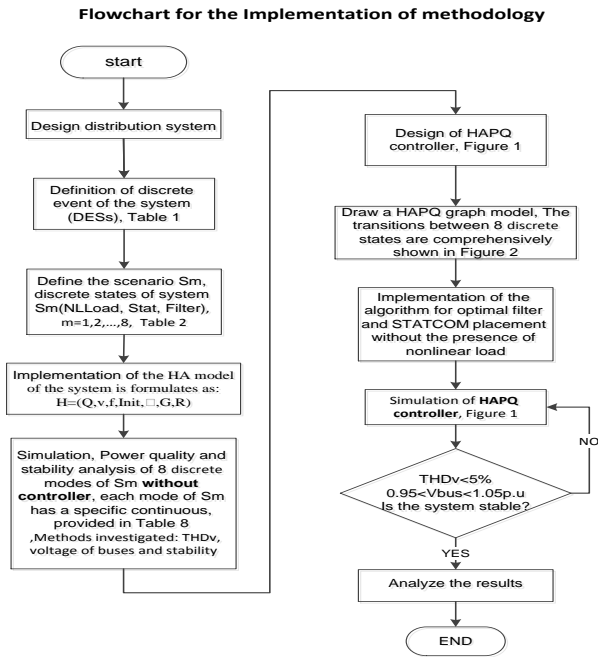 Flowchart for the Implementation of methodology
start
Design distribution system
Definition of discrete
event of the system
(DESs), Table 1
Define the scenario Sm,
discrete states of system
Sm(NLLoad, Stat, Filter),
m=1,2,...,8, Table 2
Implementation of the HA model
of the system is formulates as:
H=(Q,v,f,Init,□,G,R)
Simulation, Power quality and
stability analysis of 8 discrete
modes of Sm without
controller, each mode of Sm
has a specific continuous,
provided in Table 8
,Methods investigated: THDv,
voltage of buses and stability
Design of HAPQ
controller, Figure 1
Draw a HAPQ graph model, The
transitions between 8 discrete
states are comprehensively
shown in Figure 2
Implementation of the
algorithm for optimal filter
and STATCOM placement
without the presence of
nonlinear load
Simulation of HAPQ
controller, Figure 1
NO
THDv<5%
0.95<Vbus<1.05p.u
Is the system stable?
YES
Analyze the results
END